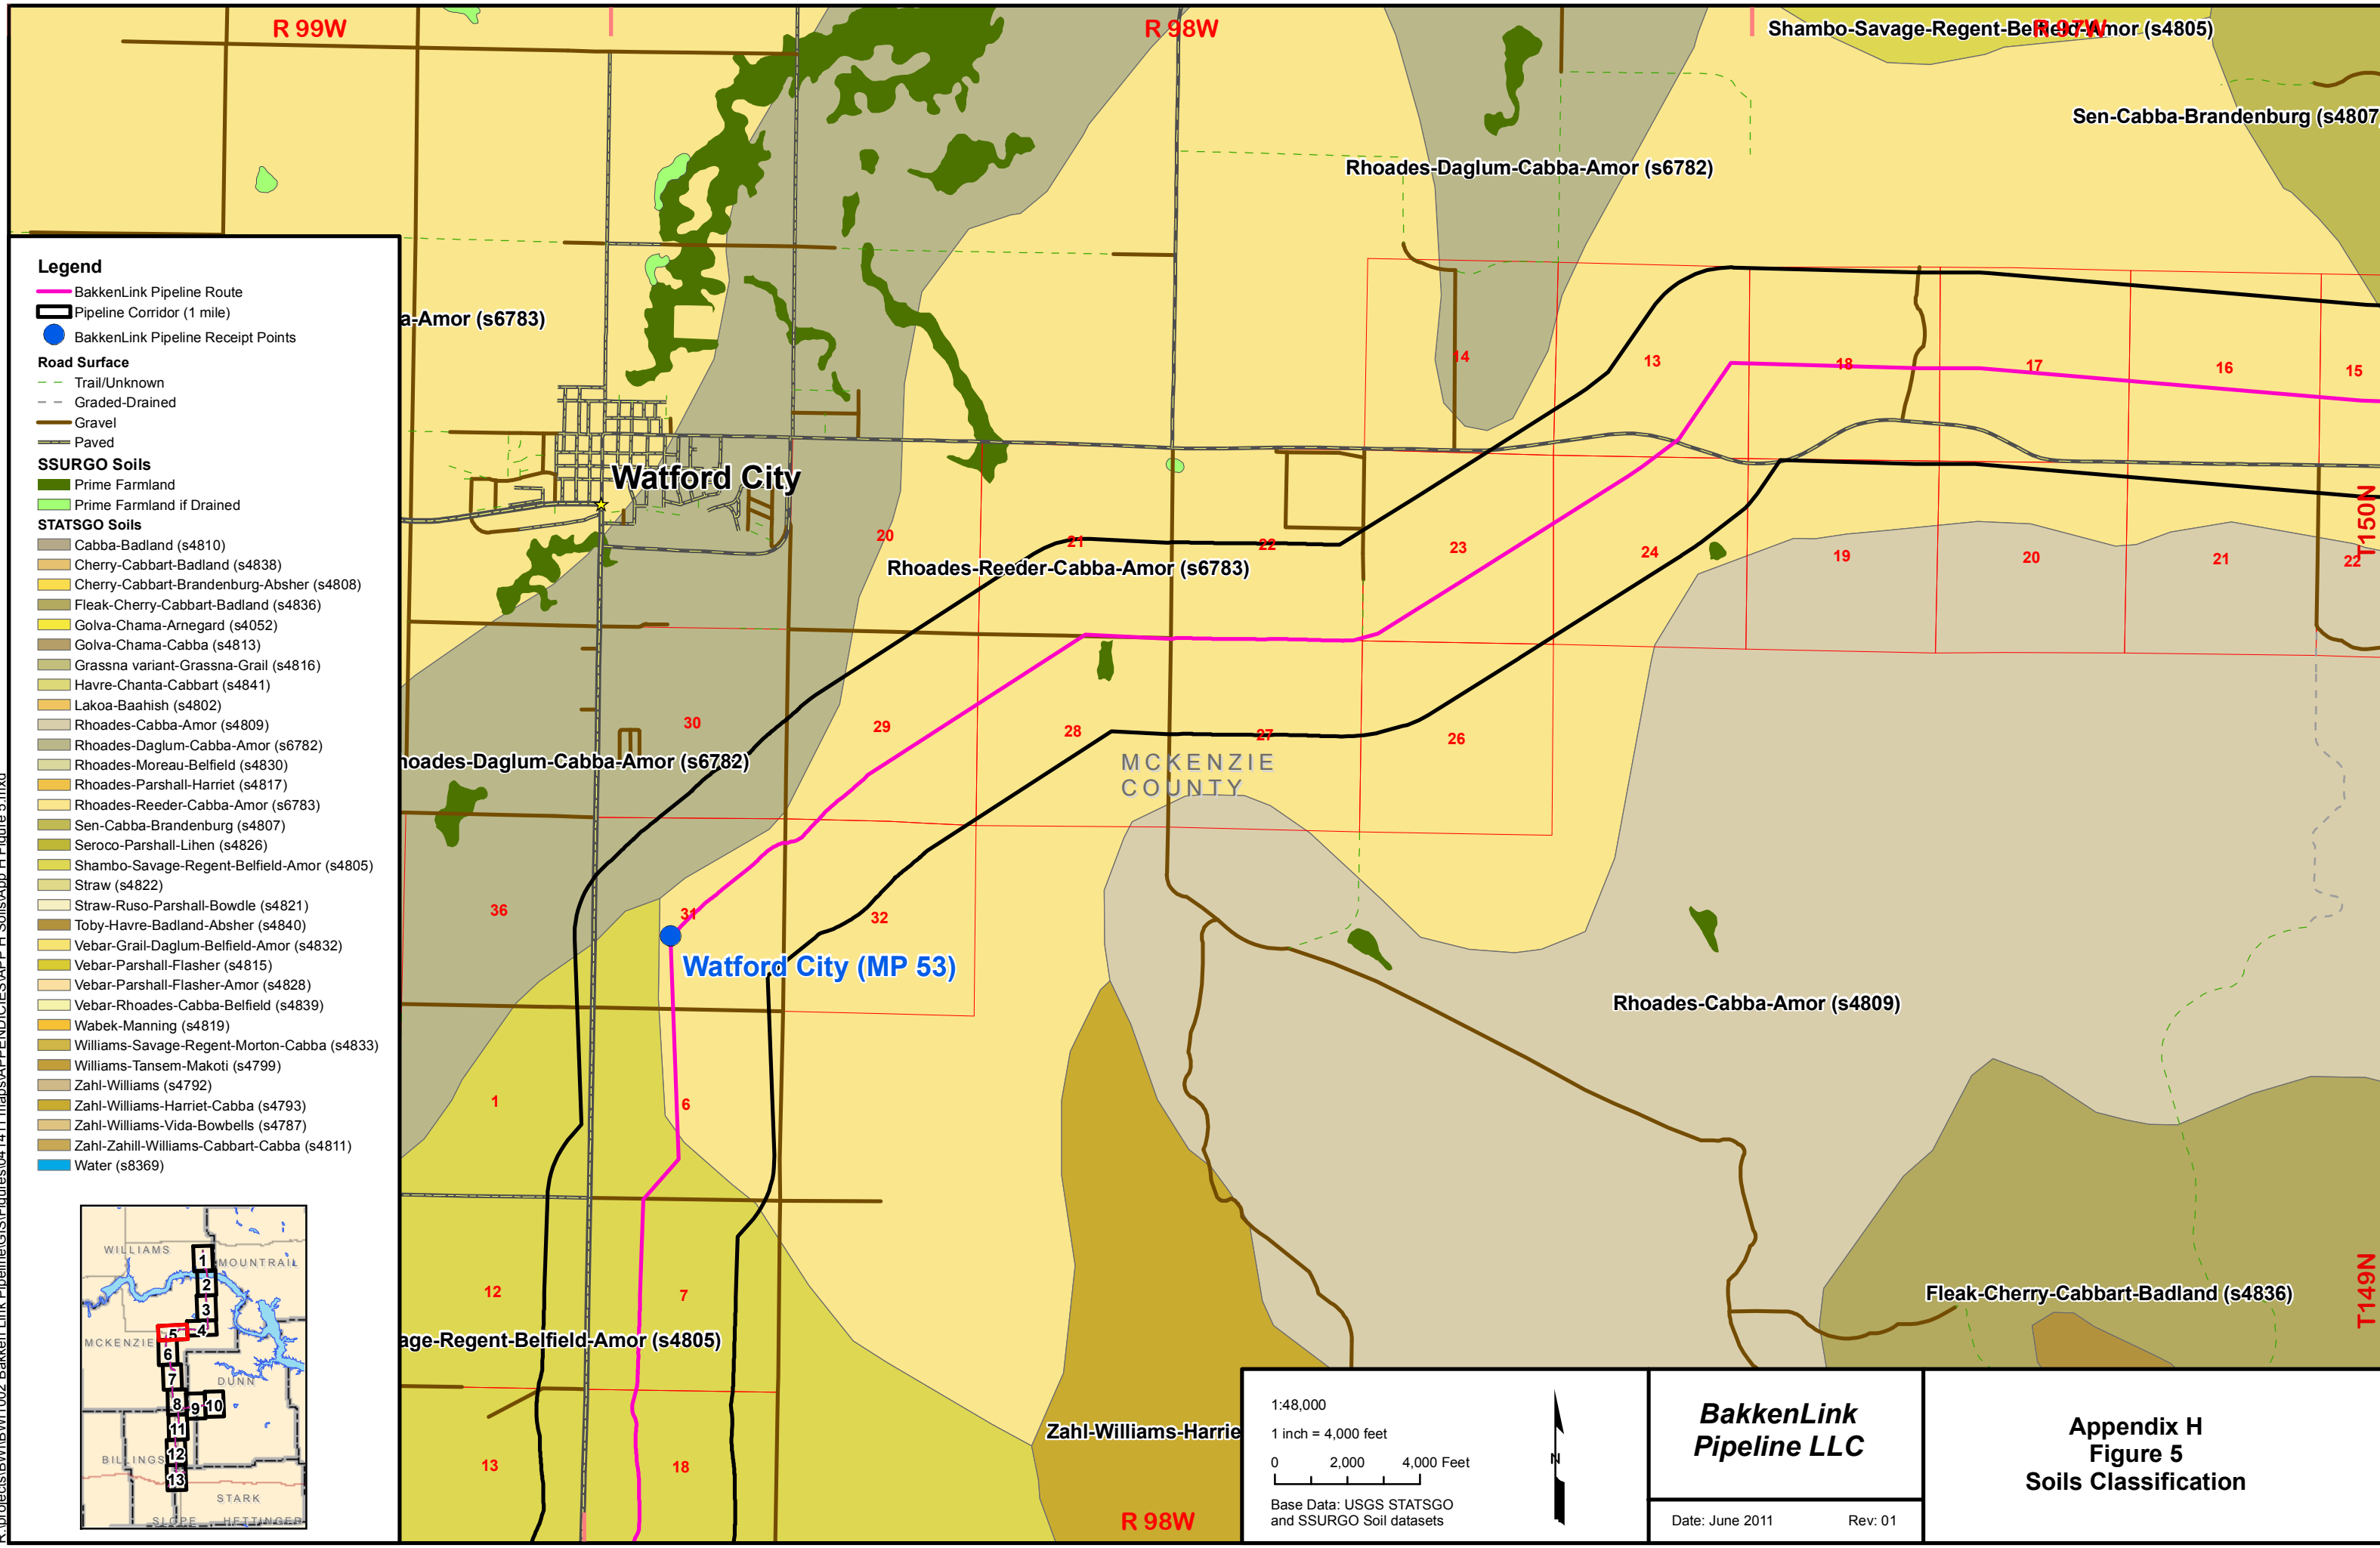 R 99W
R 98W
Shambo-Savage-Regent-Belfield-Amor (s4805)
R 97W
Sen-Cabba-Brandenburg (s4807
Rhoades-Daglum-Cabba-Amor (s6782)
Legend
BakkenLink Pipeline Route
Pipeline Corridor (1 mile)
BakkenLink Pipeline Receipt Points
Road Surface
Trail/Unknown
Graded-Drained
Gravel
Paved
SSURGO Soils
Prime Farmland
Prime Farmland if Drained
STATSGO Soils
Cabba-Badland (s4810)
Cherry-Cabbart-Badland (s4838)
Cherry-Cabbart-Brandenburg-Absher (s4808)
Fleak-Cherry-Cabbart-Badland (s4836)
Golva-Chama-Arnegard (s4052)
Golva-Chama-Cabba (s4813)
Grassna variant-Grassna-Grail (s4816)
Havre-Chanta-Cabbart (s4841)
Lakoa-Baahish (s4802)
Rhoades-Cabba-Amor (s4809)
Rhoades-Daglum-Cabba-Amor (s6782)
Rhoades-Moreau-Belfield (s4830)
Rhoades-Parshall-Harriet (s4817)
Rhoades-Reeder-Cabba-Amor (s6783)
Sen-Cabba-Brandenburg (s4807)
Seroco-Parshall-Lihen (s4826)
Shambo-Savage-Regent-Belfield-Amor (s4805)
Straw (s4822)
Straw-Ruso-Parshall-Bowdle (s4821)
Toby-Havre-Badland-Absher (s4840)
Vebar-Grail-Daglum-Belfield-Amor (s4832)
Vebar-Parshall-Flasher (s4815)
Vebar-Parshall-Flasher-Amor (s4828)
Vebar-Rhoades-Cabba-Belfield (s4839)
Wabek-Manning (s4819)
Williams-Savage-Regent-Morton-Cabba (s4833)
Williams-Tansem-Makoti (s4799)
Zahl-Williams (s4792)
Zahl-Williams-Harriet-Cabba (s4793)
Zahl-Williams-Vida-Bowbells (s4787)
Zahl-Zahill-Williams-Cabbart-Cabba (s4811)
Water (s8369)
WILLIAMS
MOUNTRAIL
MCKENZIE
DUNN
BILLINGS
STARK
SLOPE
HETTINGER
1
2
3
4
5
6
7
8
9
10
11
12
13
a-Amor (s6783)
14
13
18
17
16
15
Watford City
20
21
22
23
24
19
20
21
22
T150N
Rhoades-Reeder-Cabba-Amor (s6783)
30
29
28
27
26
hoades-Daglum-Cabba-Amor (s6782)
MCKENZIE
COUNTY
36
31
32
Watford City (MP 53)
Rhoades-Cabba-Amor (s4809)
1
6
12
7
Fleak-Cherry-Cabbart-Badland (s4836)
T149N
age-Regent-Belfield-Amor (s4805)
Zahl-Williams-Harrie
13
18
R 98W
1:48,000
1 inch = 4,000 feet
0 2,000 4,000 Feet
Base Data: USGS STATSGO
and SSURGO Soil datasets
N
BakkenLink
Pipeline LLC
Date: June 2011 Rev: 01
Appendix H
Figure 5
Soils Classification